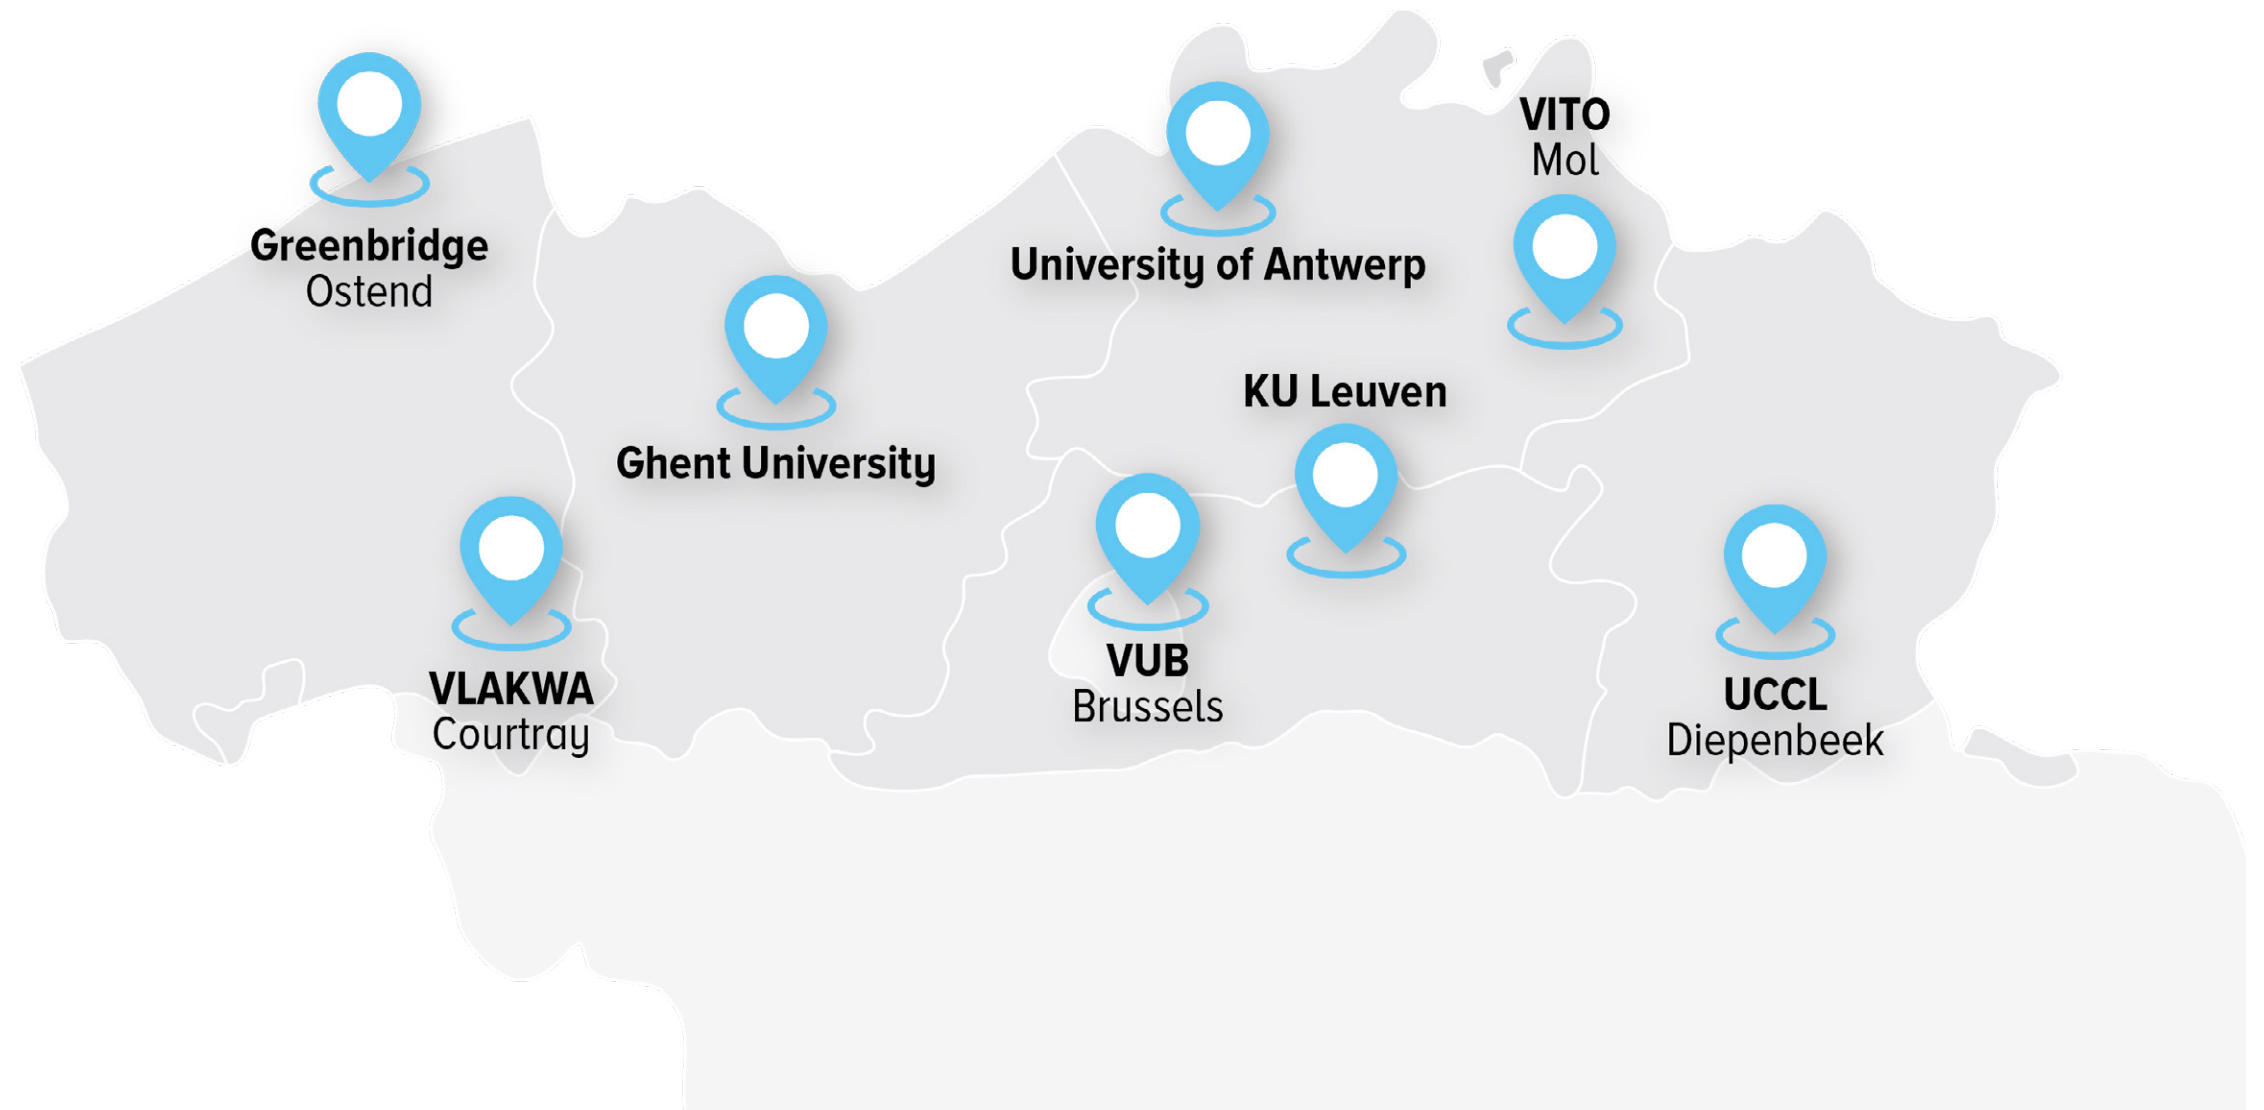 VITO
Mol
Greenbridge
Ostend
University of Antwerp
KU Leuven
Ghent University
VLAKWA
Courtray
VUB
Brussels
UCCL
Diepenbeek